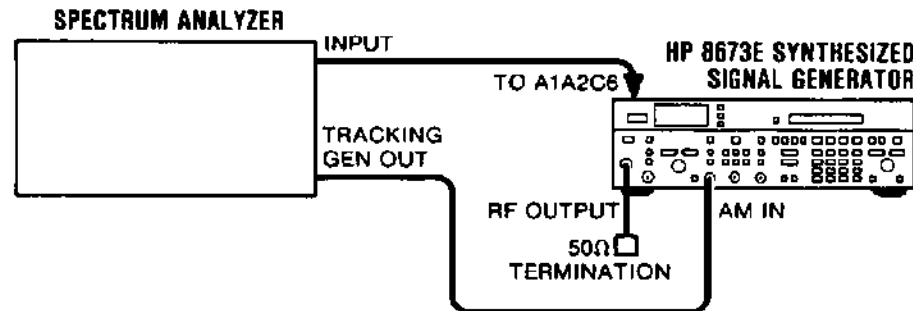 SPECTRUM ANALYZER
INPUT
HP 8673E SYNTHESIZED
SIGNAL GENERATOR
TO A1A2C6
TRACKING
GEN OUT
RF OUTPUT
AM IN
50Ω
TERMINATION